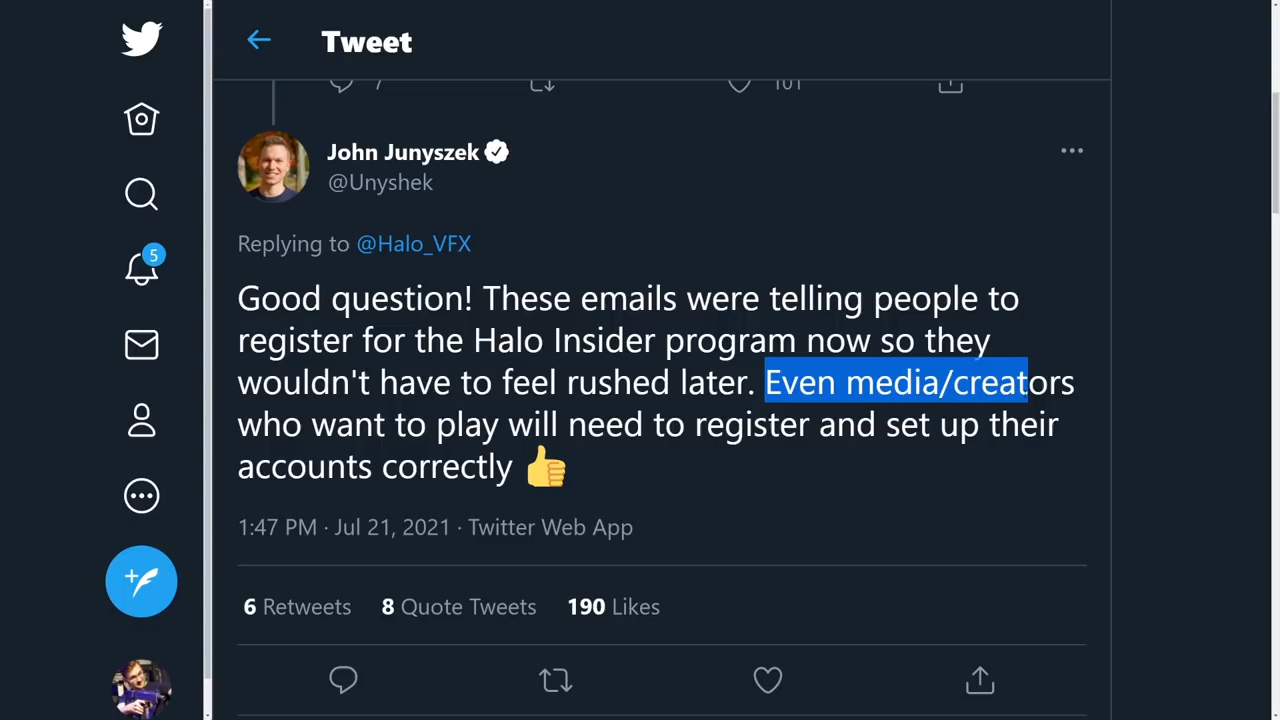 Tweet
7 101
John Junyszek
@Unyshek
Replying to @Halo_VFX
Good question! These emails were telling people to
register for the Halo Insider program now so they
wouldn't have to feel rushed later. Even media/creators
who want to play will need to register and set up their
accounts correctly 👍
1:47 PM · Jul 21, 2021 · Twitter Web App
6 Retweets 8 Quote Tweets 190 Likes
5